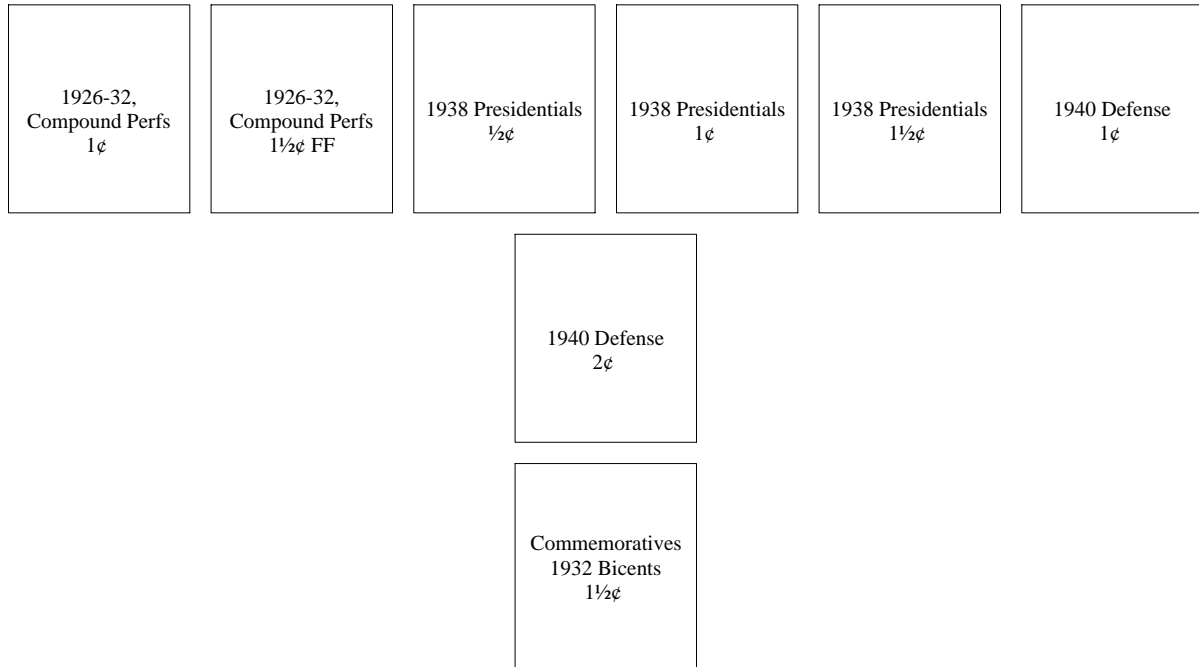 1926-32,
Compound Perfs
1¢
1926-32,
Compound Perfs
1½¢ FF
1938 Presidentials
½¢
1938 Presidentials
1¢
1938 Presidentials
1½¢
1940 Defense
1¢
1940 Defense
2¢
Commemoratives
1932 Bicents
1½¢